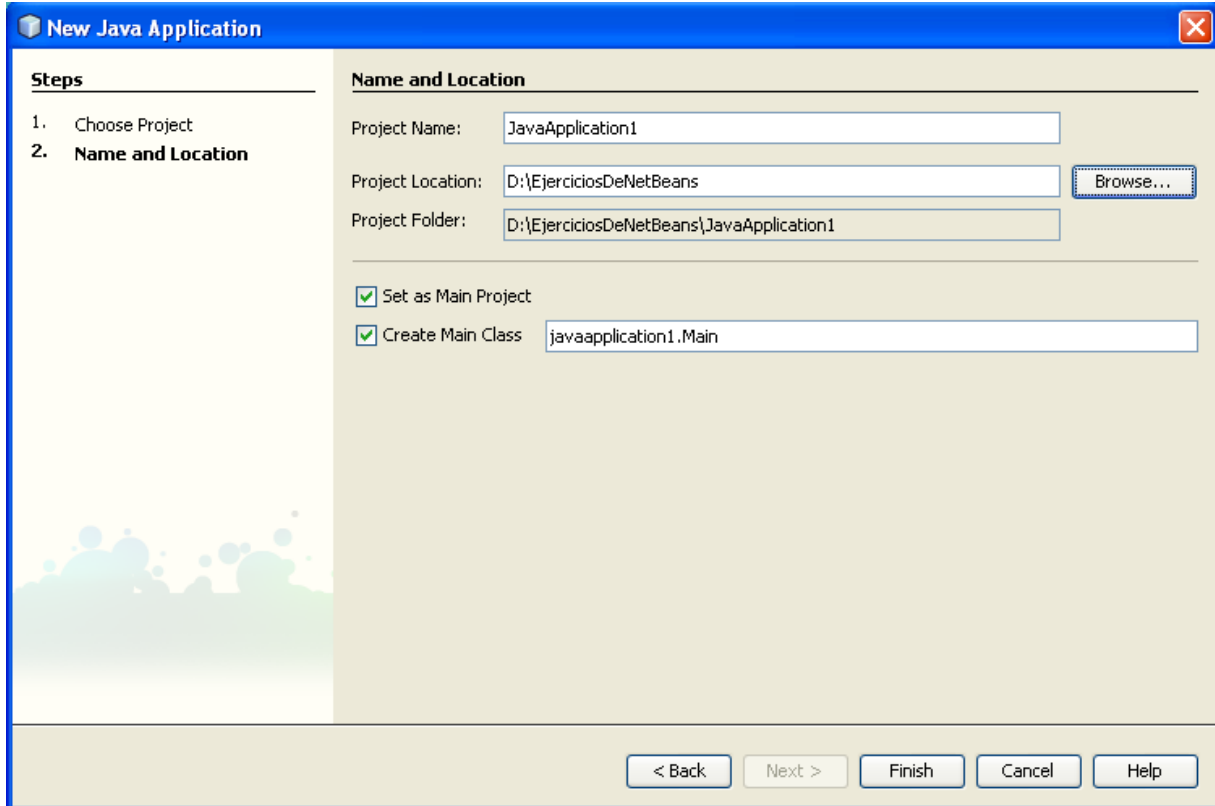 New Java Application
Steps
1. Choose Project
2. Name and Location
Name and Location
Project Name: JavaApplication1
Project Location: D:\EjerciciosDeNetBeans Browse...
Project Folder: D:\EjerciciosDeNetBeans\JavaApplication1
Set as Main Project
Create Main Class javaapplication1.Main
< Back Next > Finish Cancel Help